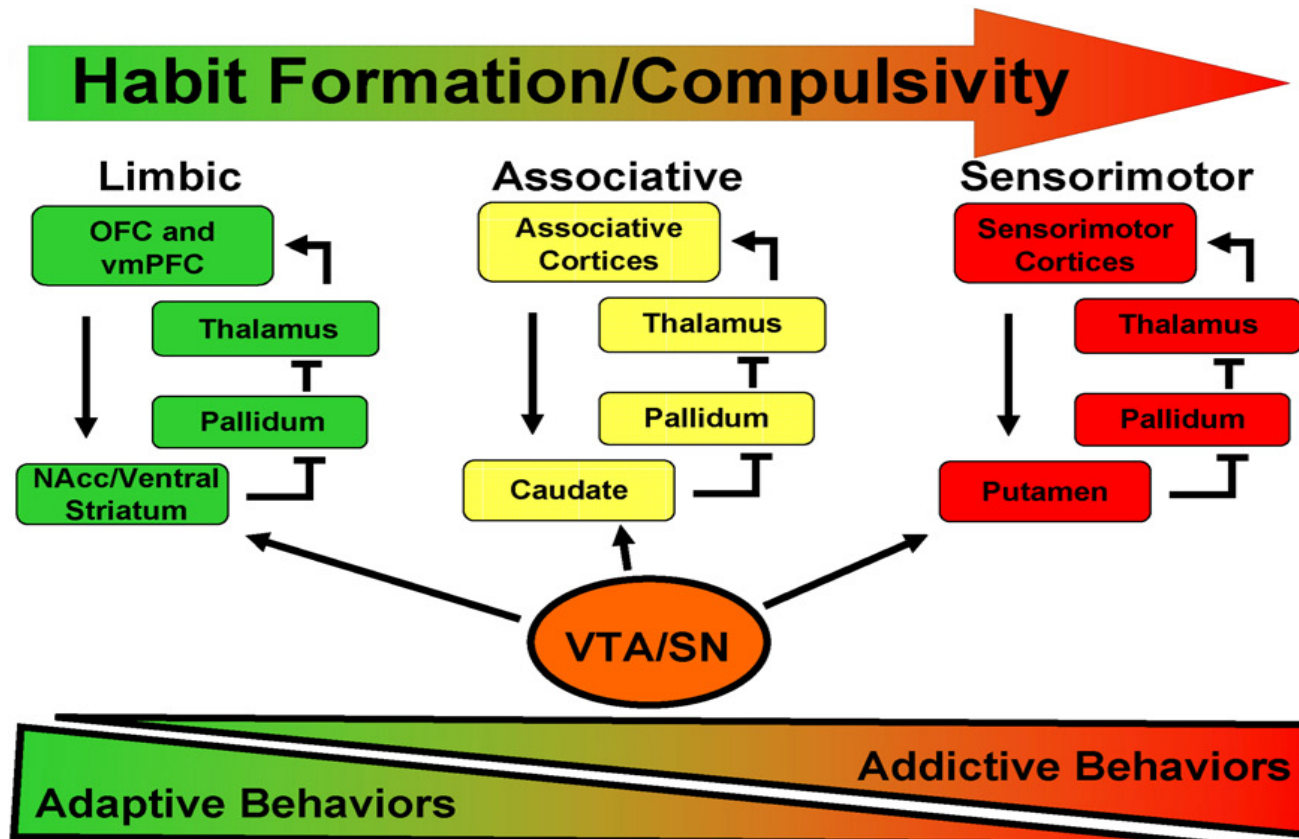 Habit Formation/Compulsivity
Limbic
OFC and
vmPFC
Thalamus
Pallidum
NAcc/Ventral
Striatum
Associative
Associative
Cortices
Thalamus
Pallidum
Caudate
Sensorimotor
Sensorimotor
Cortices
Thalamus
Pallidum
Putamen
VTA/SN
Addictive Behaviors
Adaptive Behaviors